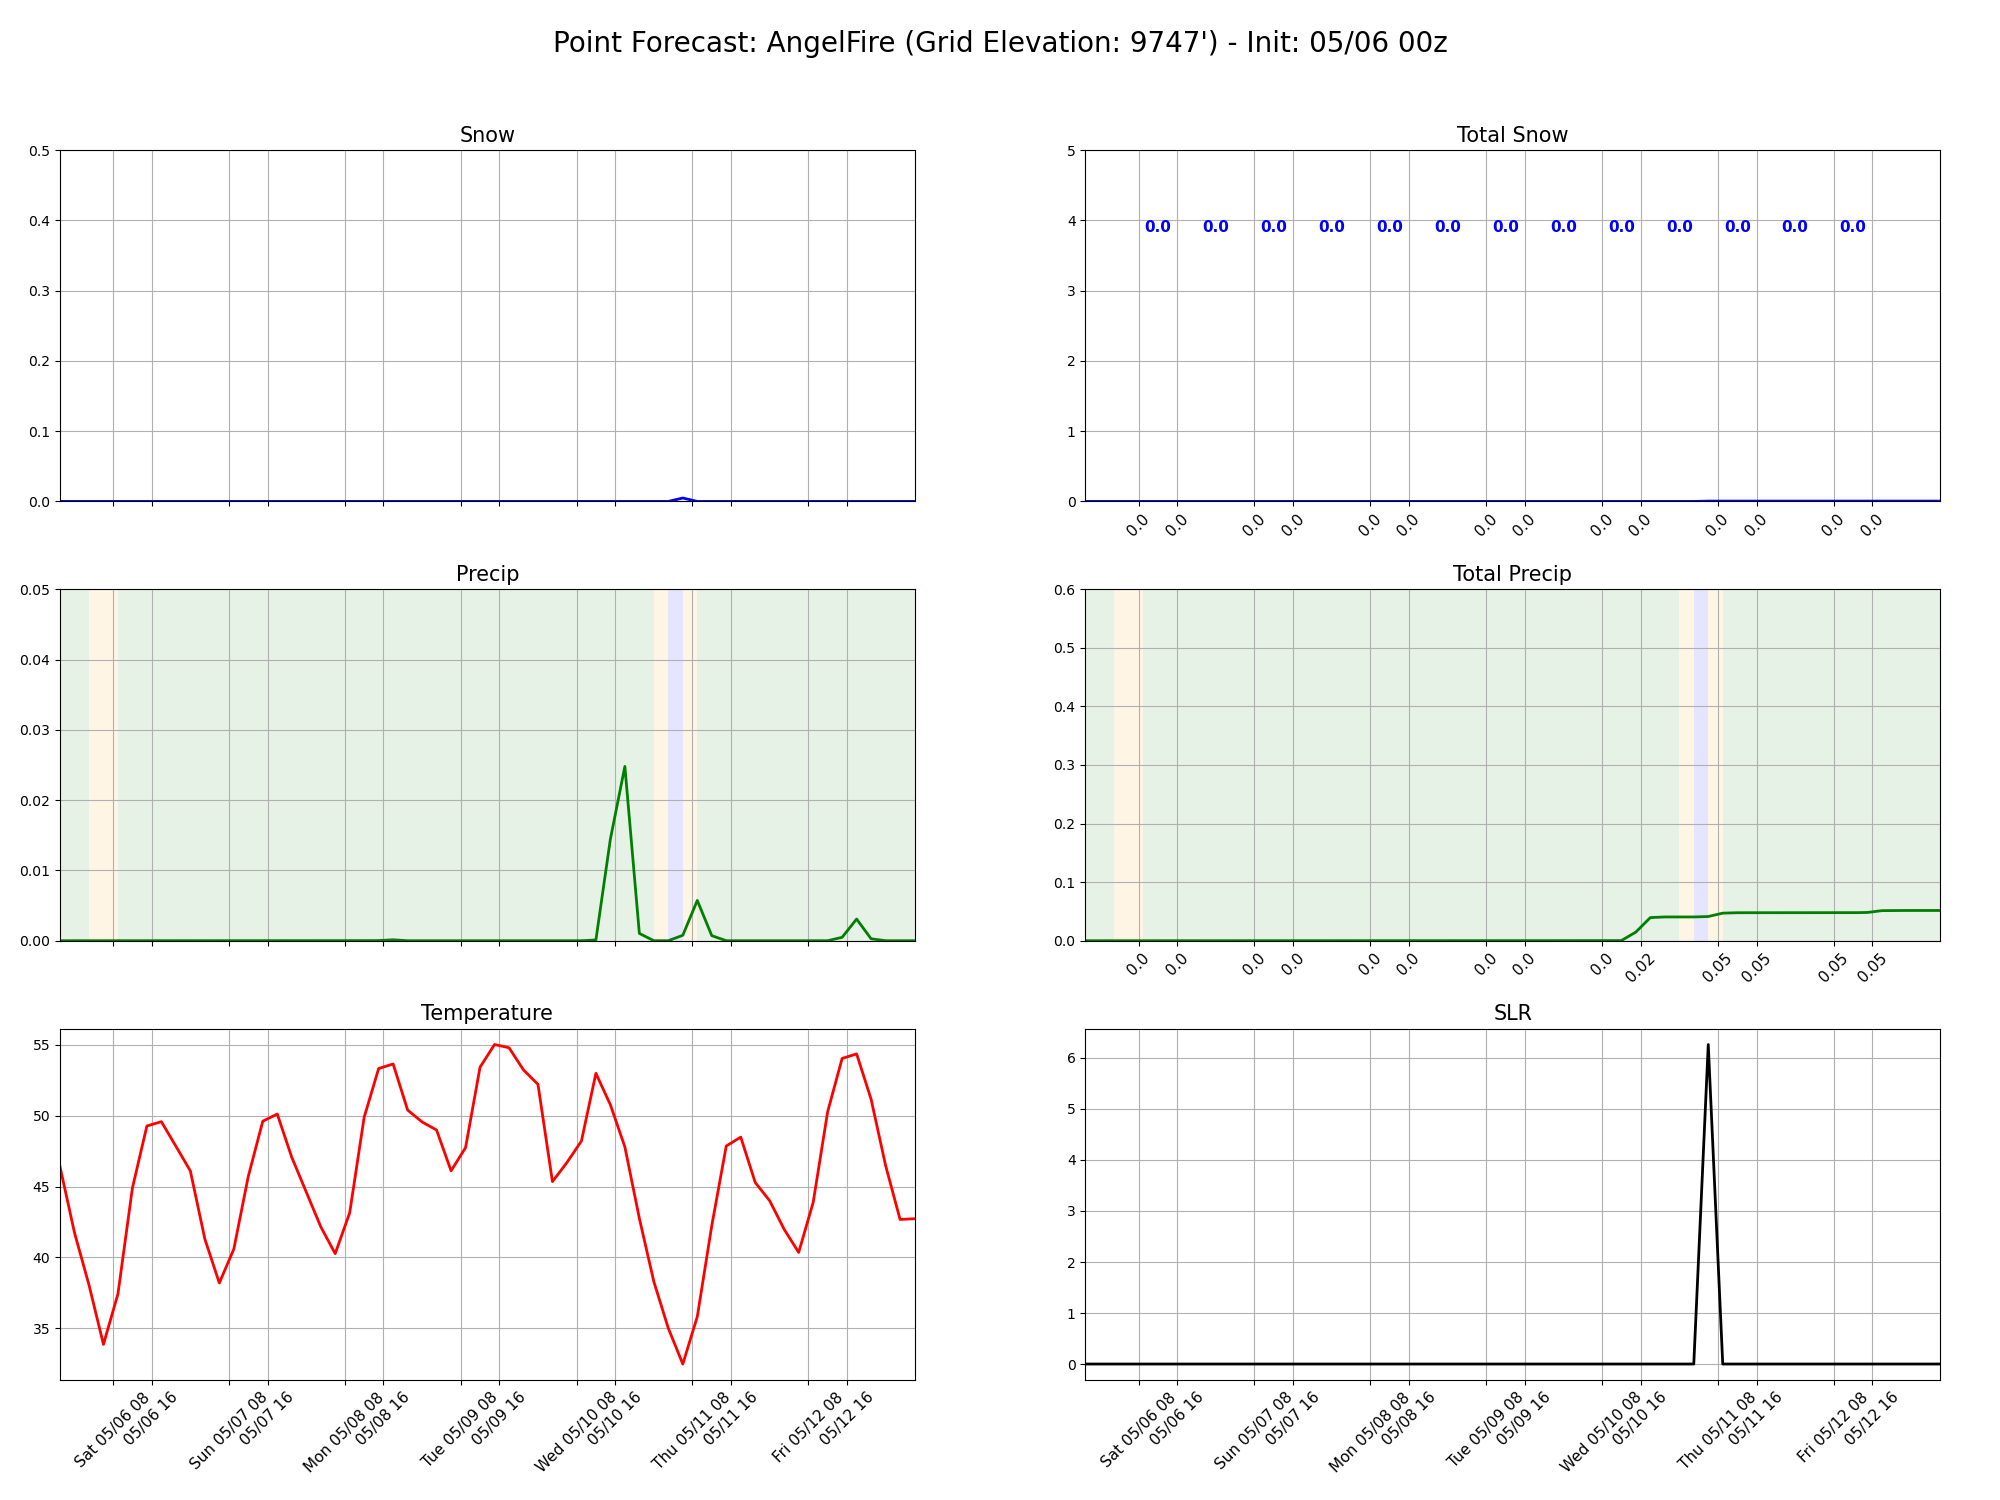 Point Forecast: AngelFire (Grid Elevation: 9747') - Init: 05/06 00z
Snow
0.5
0.4
0.3
0.2
0.1
0.0
Total Snow
5
4
3
2
1
0
0.0 0.0 0.0 0.0 0.0 0.0 0.0 0.0 0.0 0.0 0.0 0.0 0.0
0.0 0.0 0.0 0.0 0.0 0.0 0.0 0.0 0.0 0.0 0.0 0.0 0.0 0.0
Precip
0.05
0.04
0.03
0.02
0.01
0.00
Total Precip
0.6
0.5
0.4
0.3
0.2
0.1
0.0
0.0 0.0 0.0 0.0 0.0 0.0 0.0 0.0 0.0 0.02 0.05 0.05 0.05 0.05
Temperature
55
50
45
40
35
Sat 05/06 08
05/06 16
Sun 05/07 08
05/07 16
Mon 05/08 08
05/08 16
Tue 05/09 08
05/09 16
Wed 05/10 08
05/10 16
Thu 05/11 08
05/11 16
Fri 05/12 08
05/12 16
SLR
6
5
4
3
2
1
0
Sat 05/06 08
05/06 16
Sun 05/07 08
05/07 16
Mon 05/08 08
05/08 16
Tue 05/09 08
05/09 16
Wed 05/10 08
05/10 16
Thu 05/11 08
05/11 16
Fri 05/12 08
05/12 16